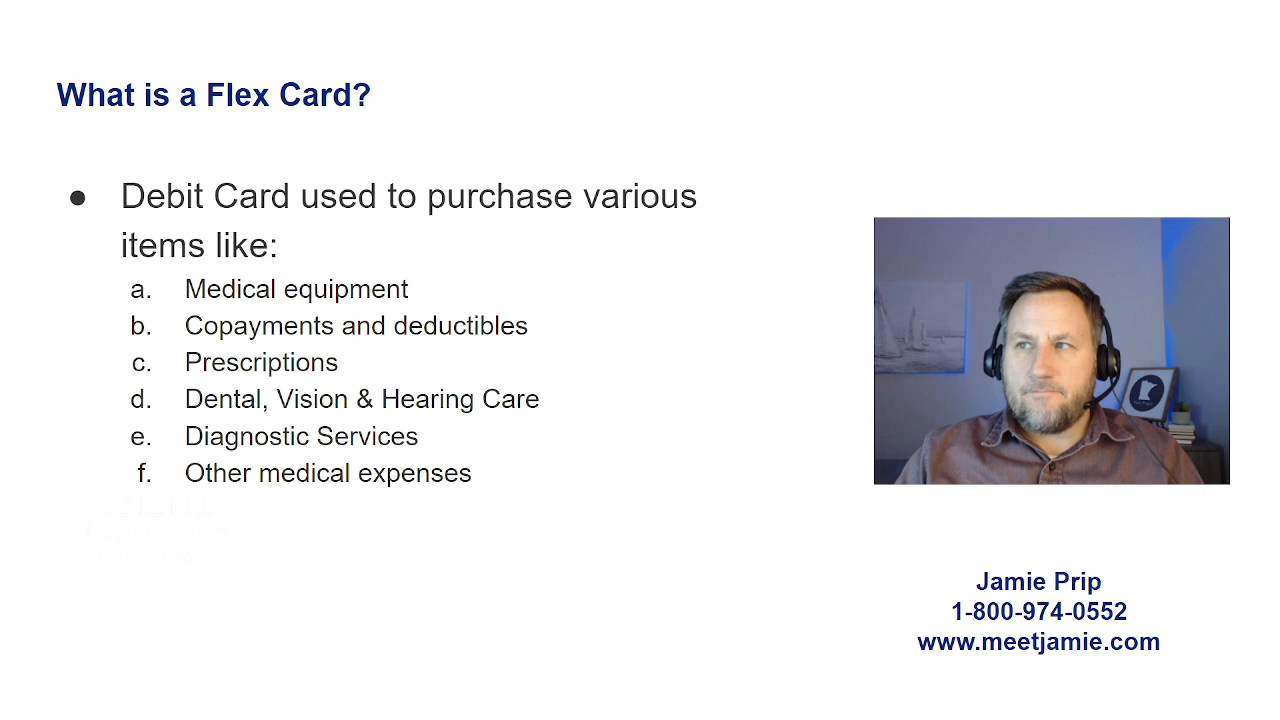 What is a Flex Card?
● Debit Card used to purchase various
items like:
a. Medical equipment
b. Copayments and deductibles
c. Prescriptions
d. Dental, Vision & Hearing Care
e. Diagnostic Services
f. Other medical expenses
Jamie Prip
1-800-974-0552
www.meetjamie.com